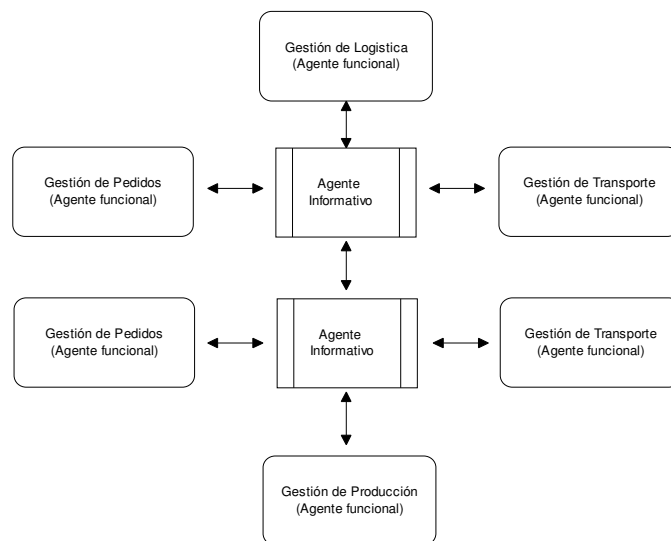 Gestión de Logistica
(Agente funcional)
Gestión de Pedidos
(Agente funcional)
Agente
Informativo
Gestión de Transporte
(Agente funcional)
Gestión de Pedidos
(Agente funcional)
Agente
Informativo
Gestión de Transporte
(Agente funcional)
Gestión de Producción
(Agente funcional)